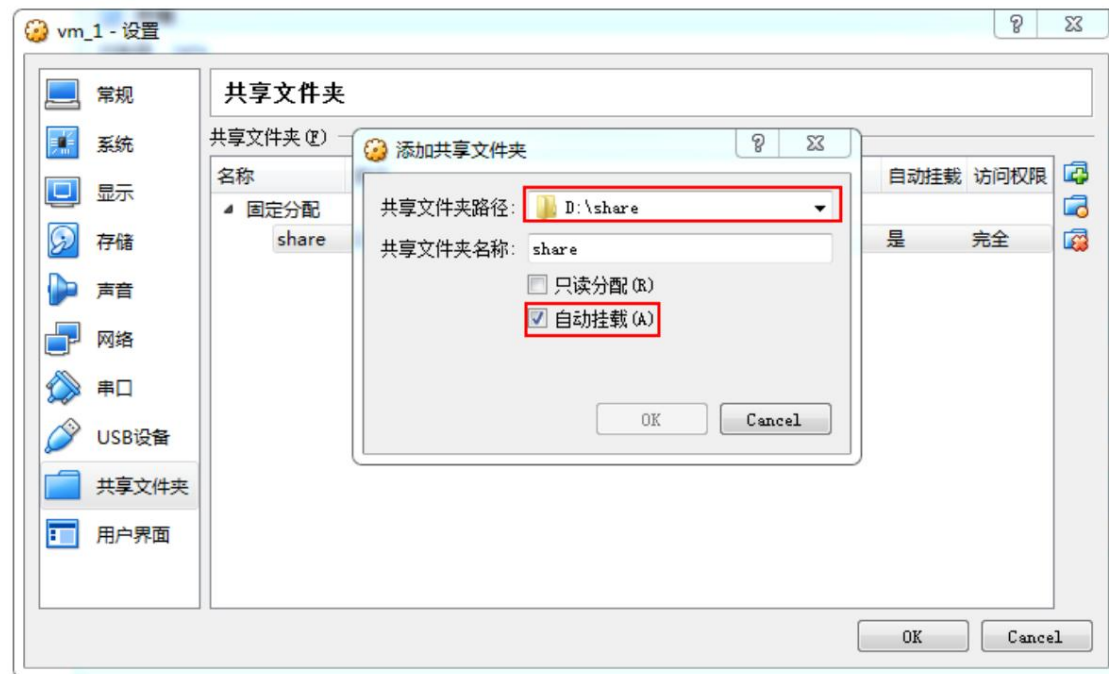 vm_1 - 设置
常规
系统
显示
存储
声音
网络
串口
USB设备
共享文件夹
用户界面
共享文件夹
共享文件夹(F)
名称
自动挂载 访问权限
固定分配
share
是 完全
添加共享文件夹
共享文件夹路径: D:\share
共享文件夹名称: share
只读分配(R)
自动挂载(A)
OK Cancel
OK Cancel